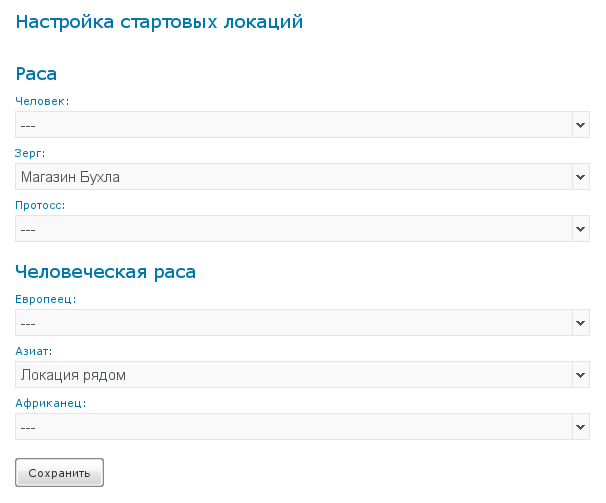 Настройка стартовых локаций
Раса
Человек:
---
Зерг:
Магазин Бухла
Протосс:
---
Человеческая раса
Европеец:
---
Азиат:
Локация рядом
Африканец:
---
Сохранить